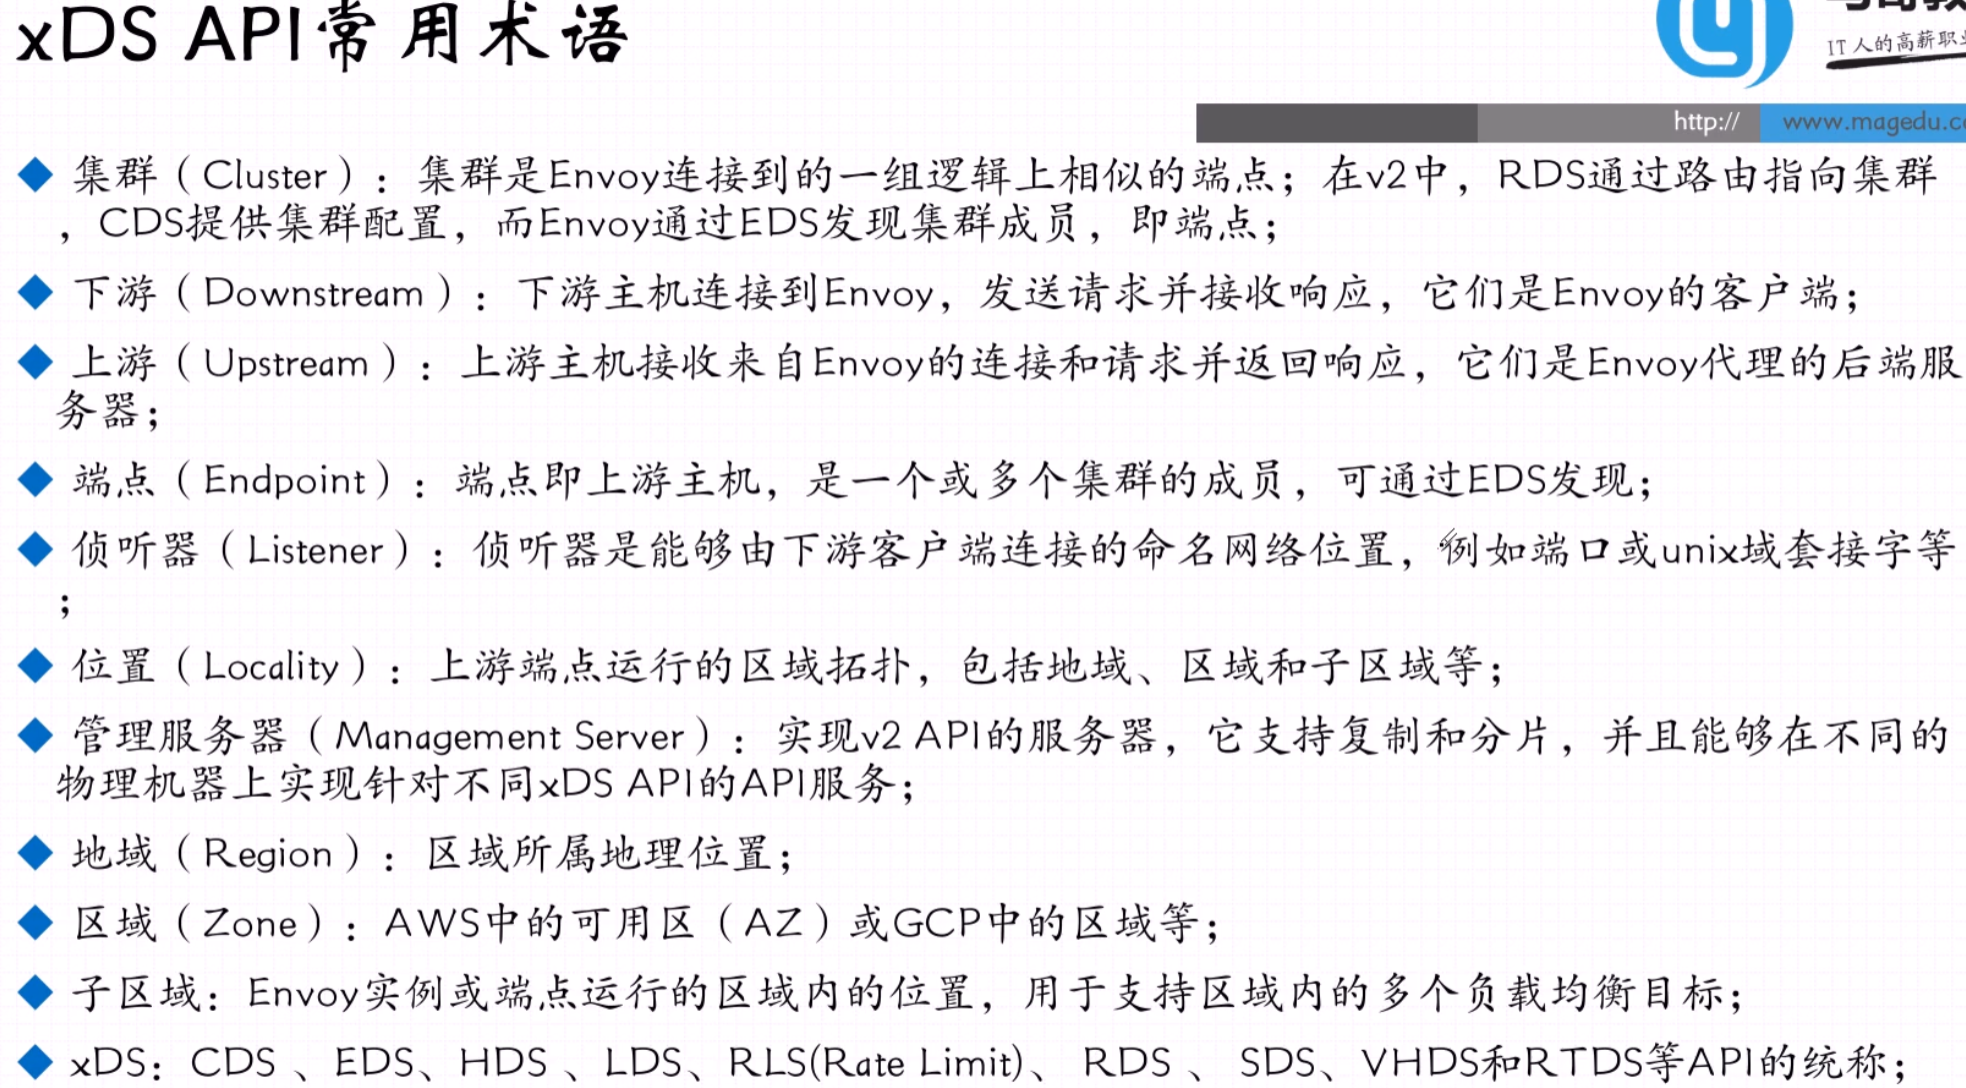 xDS API常用术语
IT人的高薪职业
http:// www.magedu.c
集群（Cluster）：集群是Envoy连接到的一组逻辑上相似的端点；在v2中，RDS通过路由指向集群
，CDS提供集群配置，而Envoy通过EDS发现集群成员，即端点；
下游（Downstream）：下游主机连接到Envoy，发送请求并接收响应，它们是Envoy的客户端；
上游（Upstream）：上游主机接收来自Envoy的连接和请求并返回响应，它们是Envoy代理的后端服
务器；
端点（Endpoint）：端点即上游主机，是一个或多个集群的成员，可通过EDS发现；
侦听器（Listener）：侦听器是能够由下游客户端连接的命名网络位置，例如端口或unix域套接字等
；
位置（Locality）：上游端点运行的区域拓扑，包括地域、区域和子区域等；
管理服务器（Management Server）：实现v2 API的服务器，它支持复制和分片，并且能够在不同的
物理机器上实现针对不同xDS API的API服务；
地域（Region）：区域所属地理位置；
区域（Zone）：AWS中的可用区（AZ）或GCP中的区域等；
子区域：Envoy实例或端点运行的区域内的位置，用于支持区域内的多个负载均衡目标；
xDS：CDS 、EDS、HDS 、LDS、RLS(Rate Limit)、 RDS 、 SDS、VHDS和RTDS等API的统称；